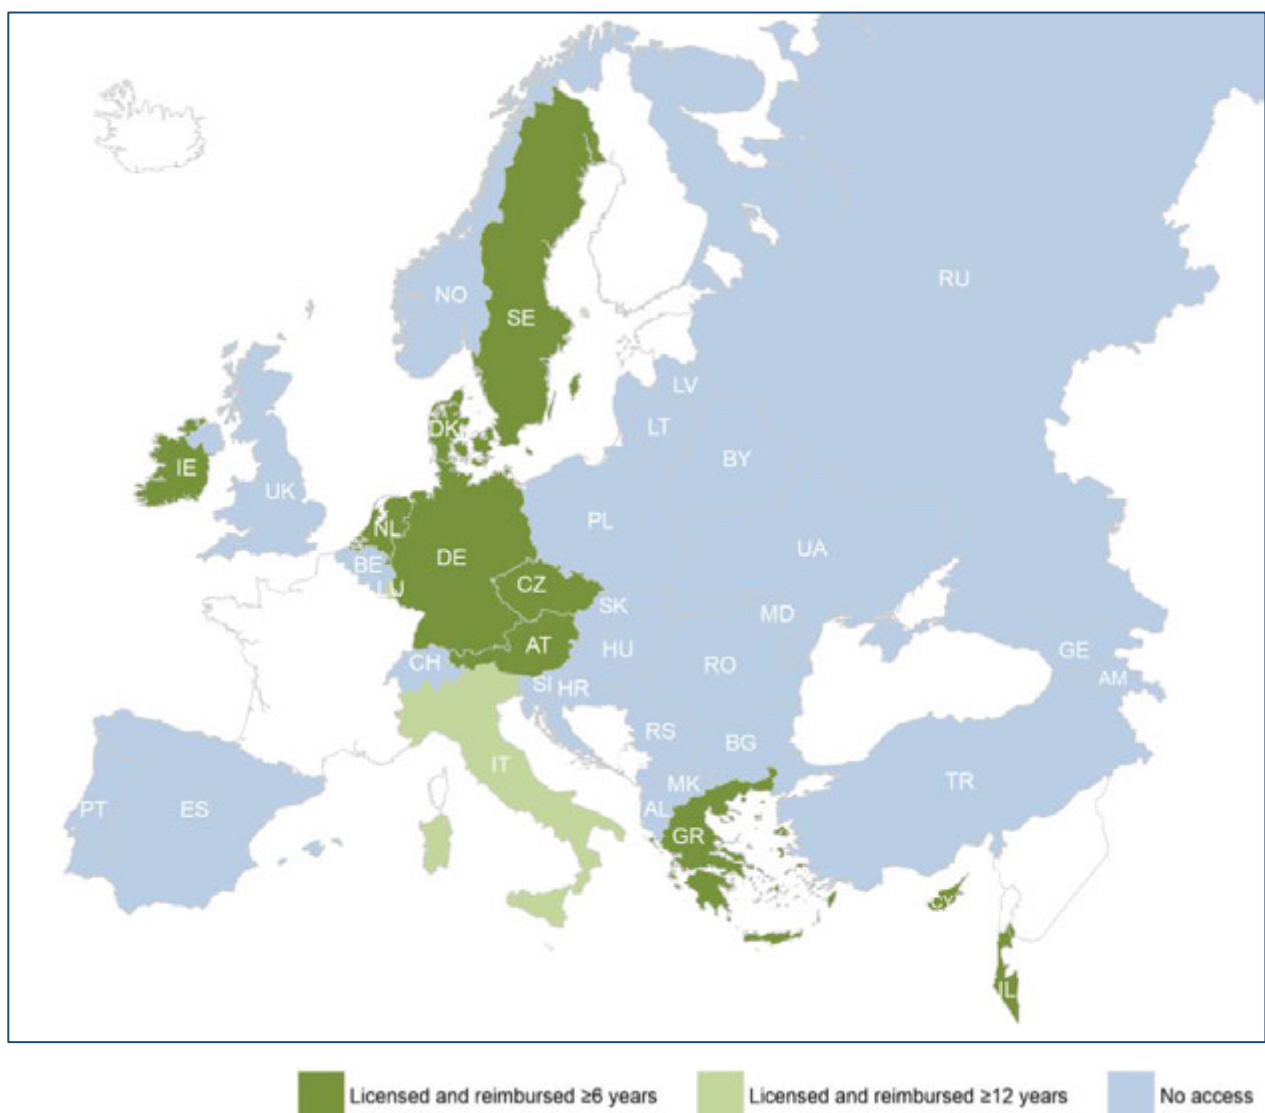 NO
RU
SE
LV
DK
LT
IE
BY
UK
PL
NL
UA
DE
BE
CZ
LU
SK
MD
AT
HU
GE
CH
RO
AM
SI
HR
RS
BG
IT
TR
MK
PT
ES
AL
GR
CY
IL
Licensed and reimbursed ≥6 years
Licensed and reimbursed ≥12 years
No access